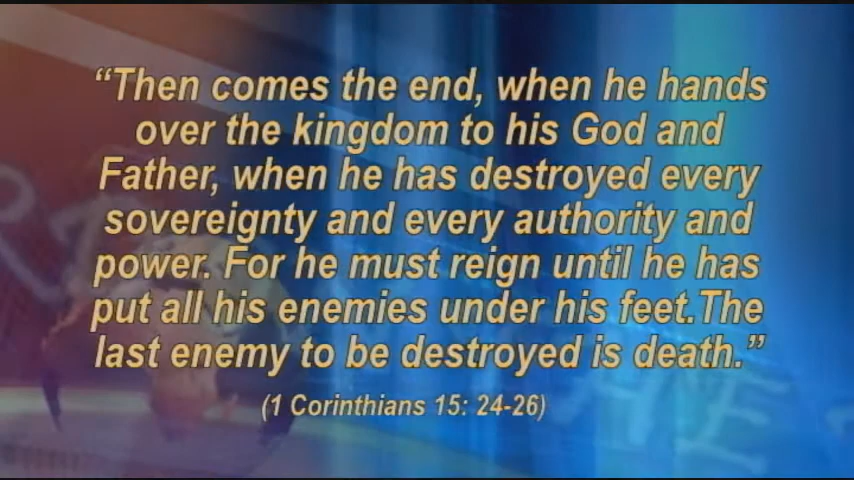 “Then comes the end, when he hands
over the kingdom to his God and
Father, when he has destroyed every
sovereignty and every authority and
power. For he must reign until he has
put all his enemies under his feet.The
last enemy to be destroyed is death.”
(1 Corinthians 15: 24-26)